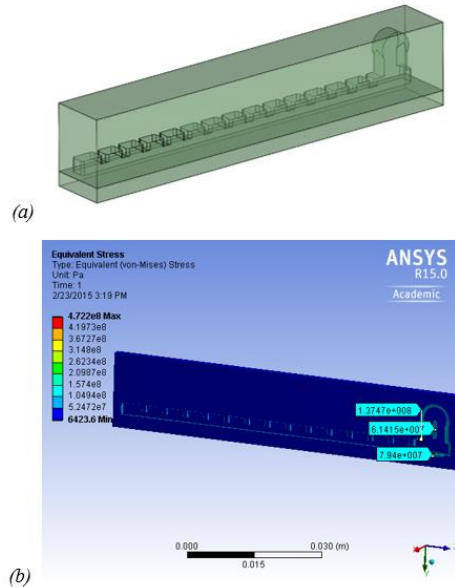 (a)
Equivalent Stress
Type: Equivalent (von-Mises) Stress
Unit: Pa
Time: 1
2/23/2015 3:19 PM
ANSYS
R15.0
Academic
4.722e8 Max
4.1973e8
3.6727e8
3.148e8
2.6234e8
2.0987e8
1.574e8
1.0494e8
5.2472e7
6423.6 Min
1.3747e+008
6.1415e+007
7.94e+007
0.000
0.030 (m)
0.015
(b)